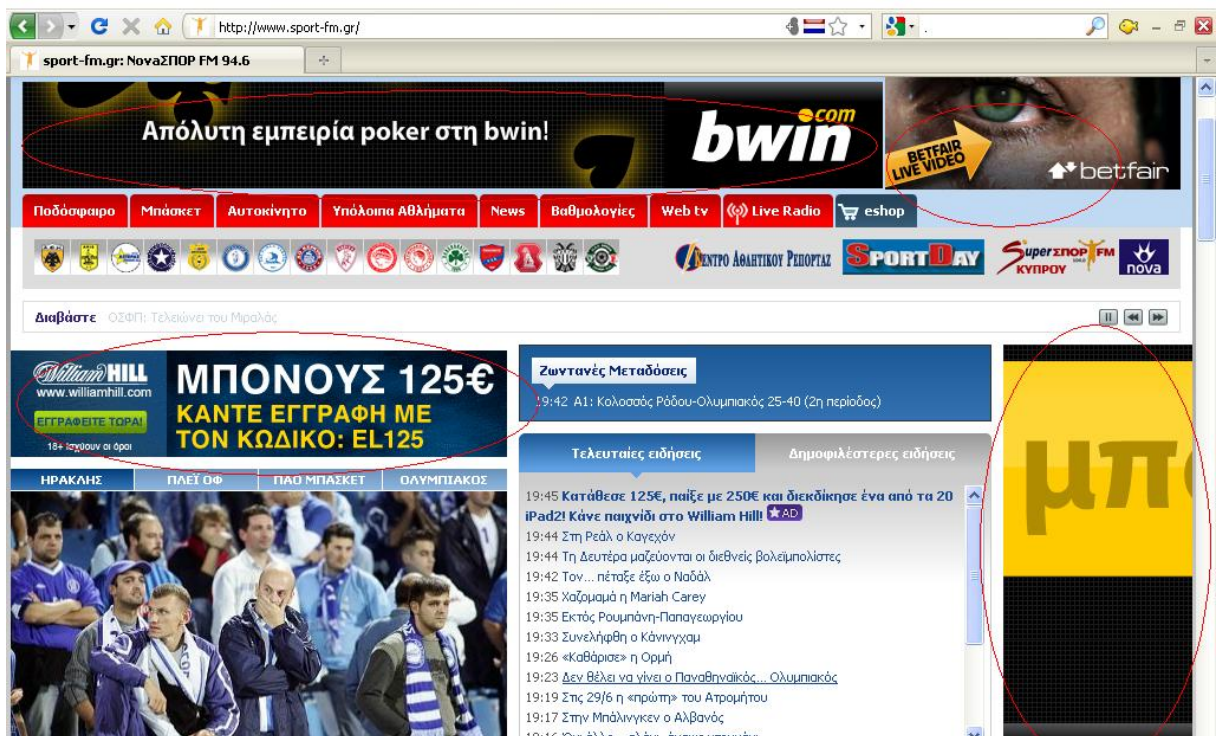 http://www.sport-fm.gr/
sport-fm.gr: NovaΣΠΟΡ FM 94.6
Απόλυτη εμπειρία poker στη bwin!
bwin.com
BETFAIR LIVE VIDEO
betfair
Ποδόσφαιρο Μπάσκετ Αυτοκίνητο Υπόλοιπα Αθλήματα News Βαθμολογίες Web tv Live Radio eshop
ΚΕΝΤΡΟ ΑΘΛΗΤΙΚΟΥ ΡΕΠΟΡΤΑΖ SPORTDAY Super ΣΠΟΡ FM ΚΥΠΡΟΥ nova
Διαβάστε ΟΣΦΠ: Τελειώνει του Μιραλάς
William HILL
www.williamhill.com
ΕΓΓΡΑΦΕΙΤΕ ΤΩΡΑ!
18+ Ισχύουν οι όροι
ΜΠΟΝΟΥΣ 125€
ΚΑΝΤΕ ΕΓΓΡΑΦΗ ΜΕ
ΤΟΝ ΚΩΔΙΚΟ: EL125
ΗΡΑΚΛΗΣ ΠΛΕΪ ΟΦ ΠΑΟ ΜΠΑΣΚΕΤ ΟΛΥΜΠΙΑΚΟΣ
Ζωντανές Μεταδόσεις
19:42 Α1: Κολοσσός Ρόδου-Ολυμπιακός 25-40 (2η περίοδος)
Τελευταίες ειδήσεις Δημοφιλέστερες ειδήσεις
19:45 Κατάθεσε 125€, παίξε με 250€ και διεκδίκησε ένα από τα 20
iPad2! Κάνε παιχνίδι στο William Hill! AD
19:44 Στη Ρεάλ ο Καγεχόν
19:44 Τη Δευτέρα μαζεύονται οι διεθνείς βολεϊμπολίστες
19:42 Τον... πέταξε έξω ο Ναδάλ
19:35 Χαζομαμά η Mariah Carey
19:35 Εκτός Ρουμπάνη-Παπαγεωργίου
19:33 Συνελήφθη ο Κάνινγχαμ
19:26 «Καθάρισε» η Ορμή
19:23 Δεν θέλει να γίνει ο Παναθηναϊκός... Ολυμπιακός
19:19 Στις 29/6 η «πρώτη» του Ατρομήτου
19:17 Στην Μπάλινγκεν ο Αλβανός
μπ